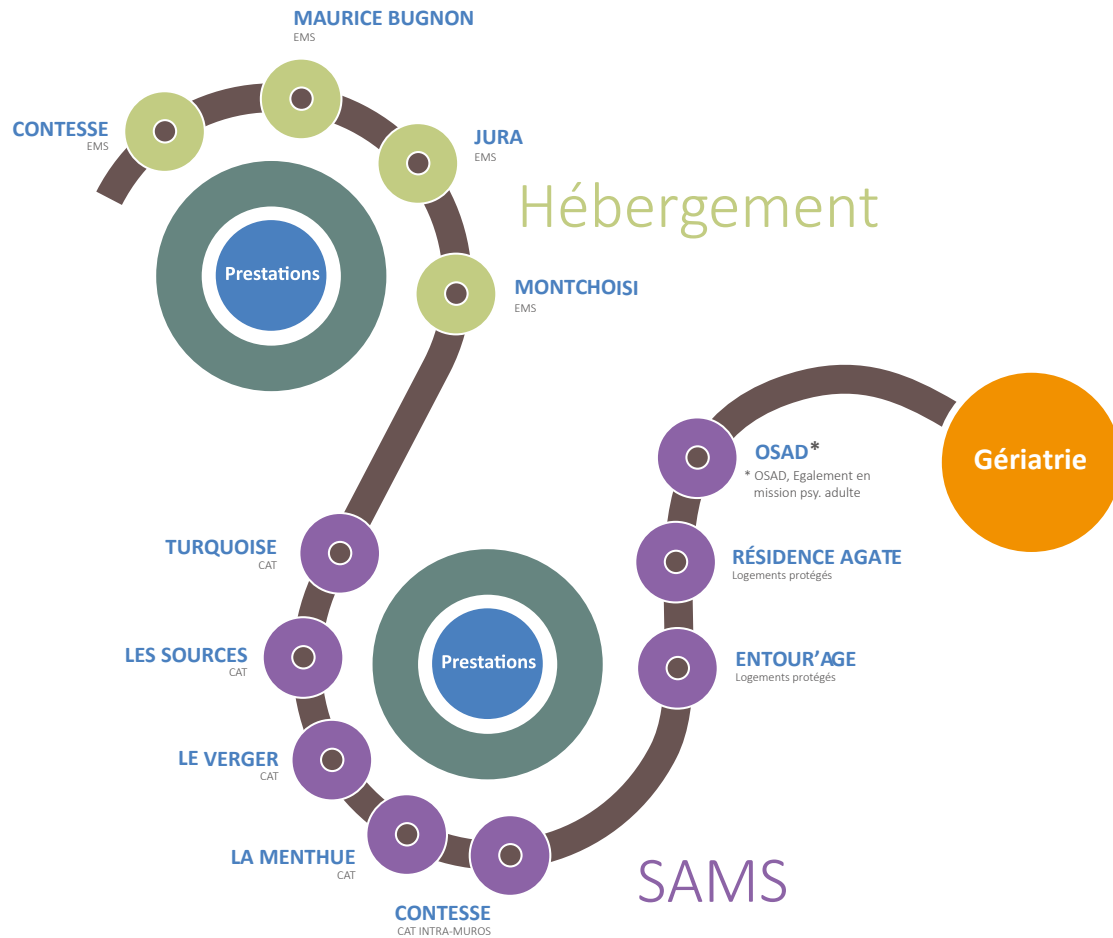 MAURICE BUGNON
EMS
CONTESSE
EMS
JURA
EMS
Hébergement
Prestations
MONTCHOISI
EMS
OSAD*
* OSAD, Egalement en
mission psy. adulte
Gériatrie
TURQUOISE
CAT
RÉSIDENCE AGATE
Logements protégés
LES SOURCES
CAT
Prestations
ENTOUR’AGE
Logements protégés
LE VERGER
CAT
LA MENTHUE
CAT
SAMS
CONTESSE
CAT INTRA-MUROS